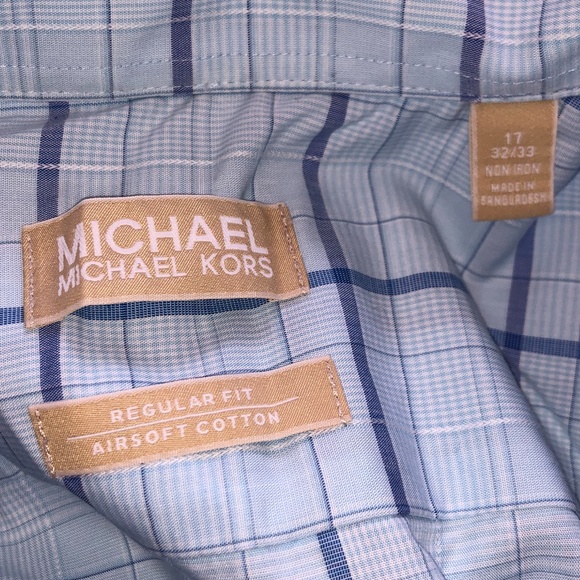 MICHAEL
MICHAEL KORS
REGULAR FIT
AIRSOFT COTTON
17
32/33
NON IRON
MADE IN
BANGLADESH